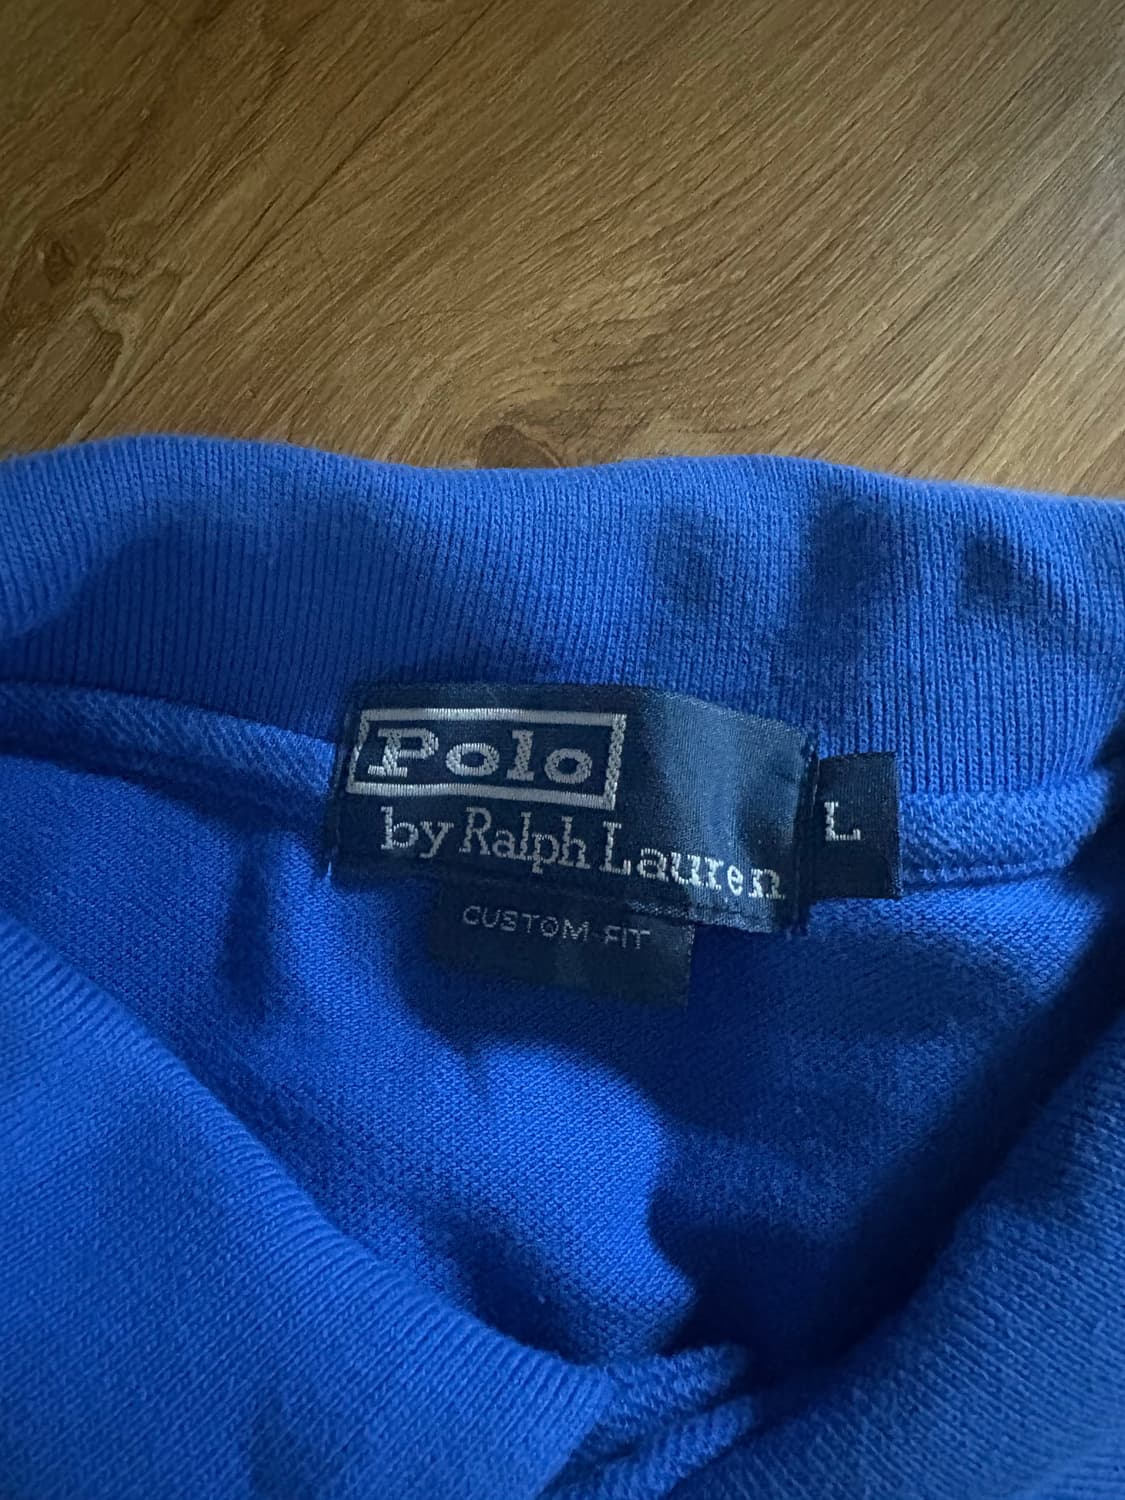 Polo
by Ralph Lauren
L
CUSTOM-FIT